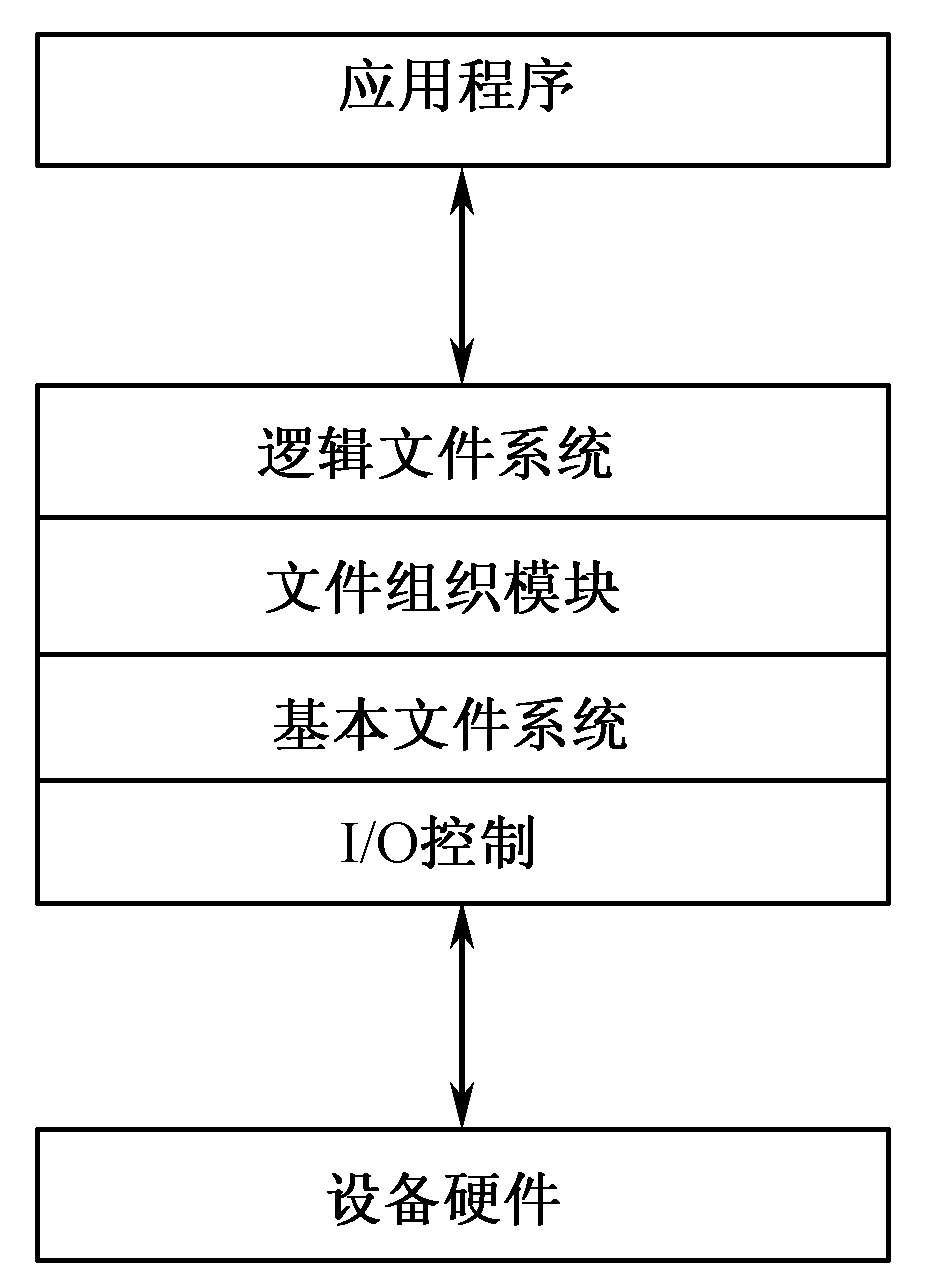 应用程序
逻辑文件系统
文件组织模块
基本文件系统
I/O控制
设备硬件